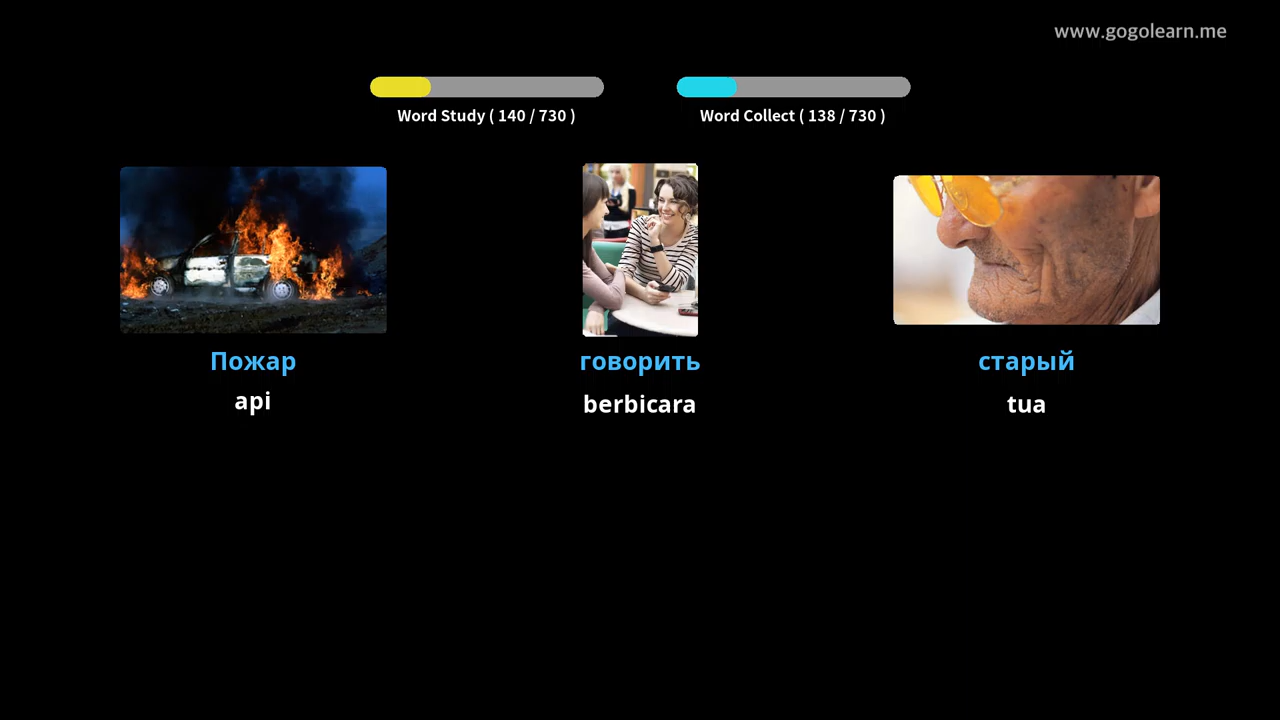 www.gogolearn.me
Word Study ( 140 / 730 )
Word Collect ( 138 / 730 )
Пожар
говорить
старый
api
berbicara
tua